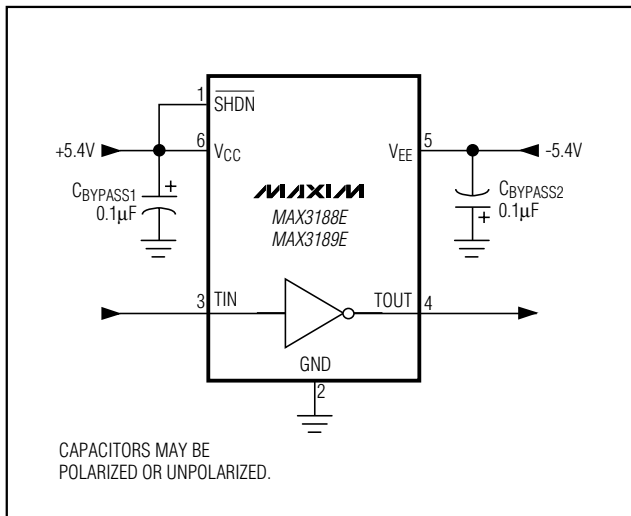 1
S̅H̅D̅N̅
+5.4V
6
VCC
5
VEE
-5.4V
+
CBYPASS1
0.1μF
MAXIM
MAX3188E
MAX3189E
CBYPASS2
0.1μF
+
3
TIN
TOUT
4
GND
2
CAPACITORS MAY BE
POLARIZED OR UNPOLARIZED.